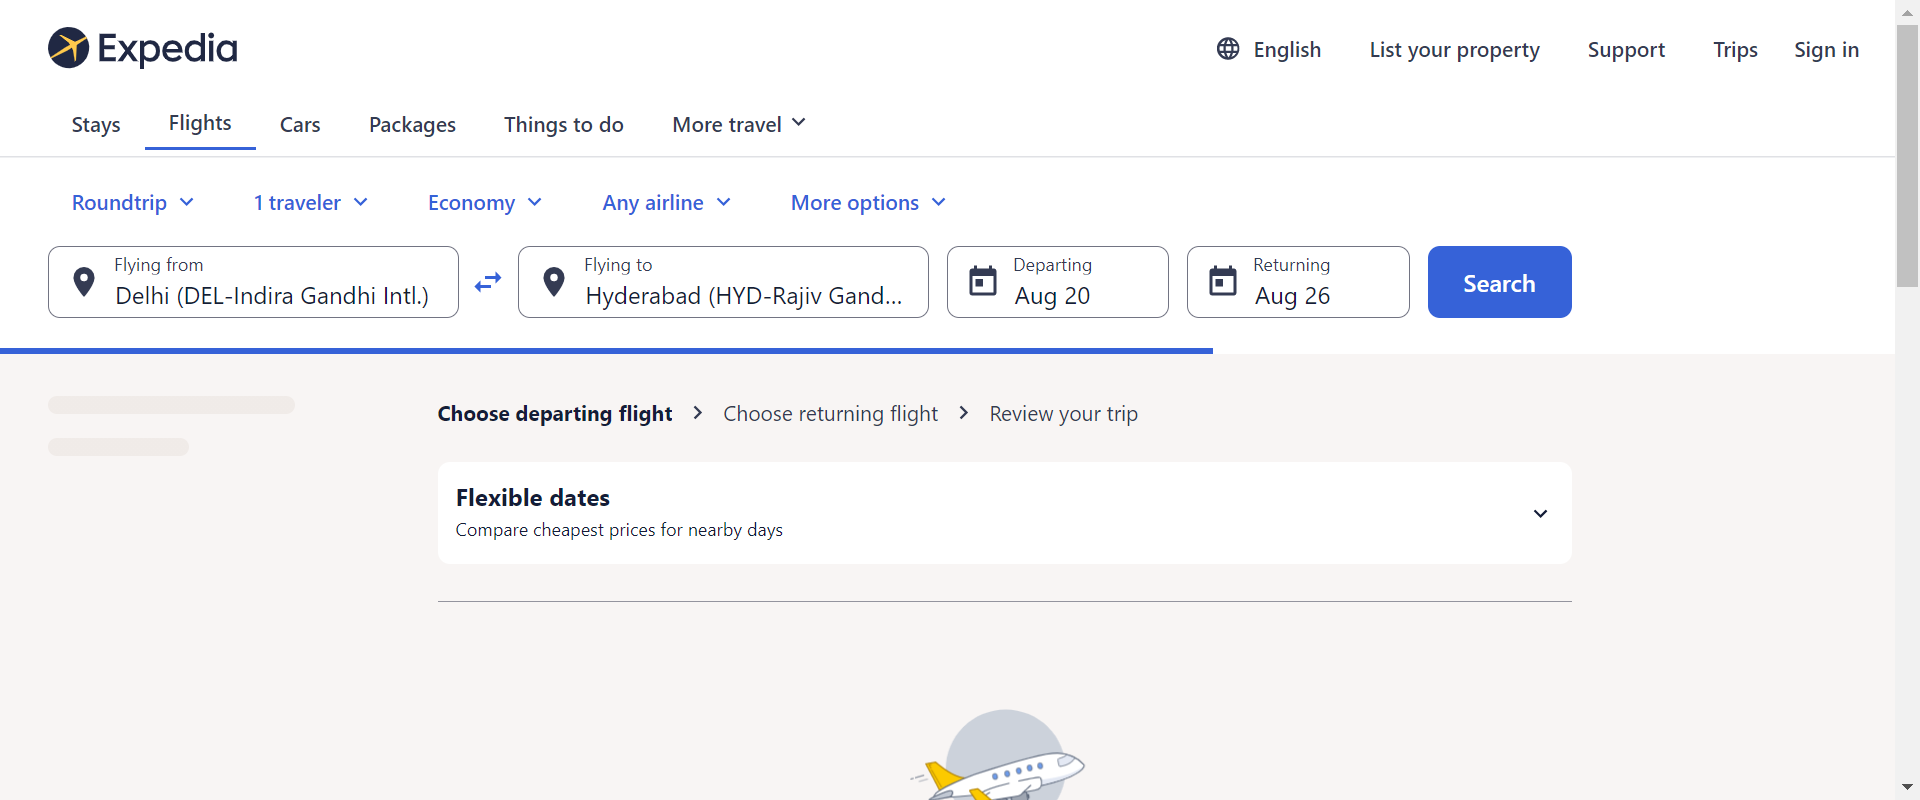 Expedia
English
List your property
Support
Trips
Sign in
Stays
Flights
Cars
Packages
Things to do
More travel
Roundtrip
1 traveler
Economy
Any airline
More options
Flying from
Delhi (DEL-Indira Gandhi Intl.)
Flying to
Hyderabad (HYD-Rajiv Gand...
Departing
Aug 20
Returning
Aug 26
Search
Choose departing flight
Choose returning flight
Review your trip
Flexible dates
Compare cheapest prices for nearby days